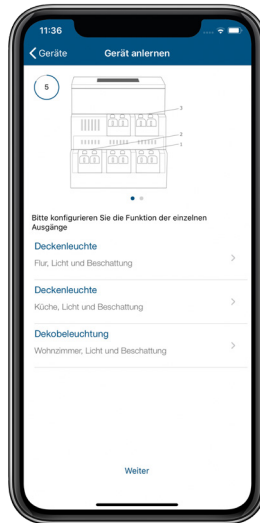 11:36
Geräte
Gerät anlernen
5
3
2
1
Bitte konfigurieren Sie die Funktion der einzelnen
Ausgänge
Deckenleuchte
Flur, Licht und Beschattung
Deckenleuchte
Küche, Licht und Beschattung
Dekobeleuchtung
Wohnzimmer, Licht und Beschattung
Weiter